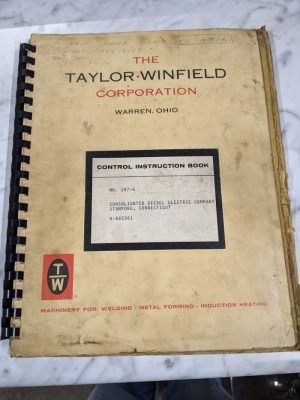 THE
TAYLOR·WINFIELD
CORPORATION
WARREN, OHIO
CONTROL INSTRUCTION BOOK
NO. 187-S
CONSOLIDATED DIESEL ELECTRIC COMPANY
STAMFORD, CONNECTICUT
TW
MACHINERY FOR: WELDING · METAL FORMING · INDUCTION HEATING